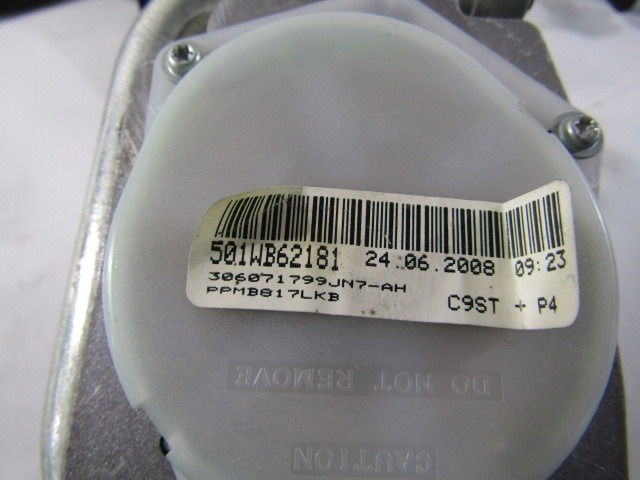 501WB62181 24.06.2008 09:23
306071799JN7-AH
PPMB817LKB C9ST + P4
DO NOT REMOVE
CAUTION